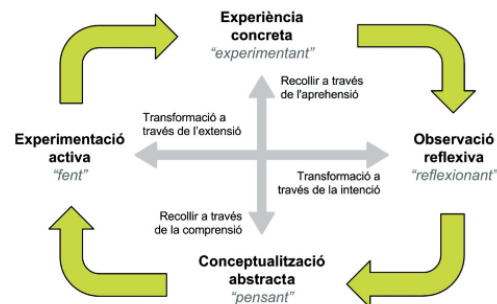 Experiència
concreta
"experimentant"
Recollir a través
de l'aprehensió
Transformació a
través de l'extensió
Experimentació
activa
"fent"
Observació
reflexiva
"reflexionant"
Transformació a
través de la intenció
Recollir a través
de la comprensió
Conceptualització
abstracta
"pensant"